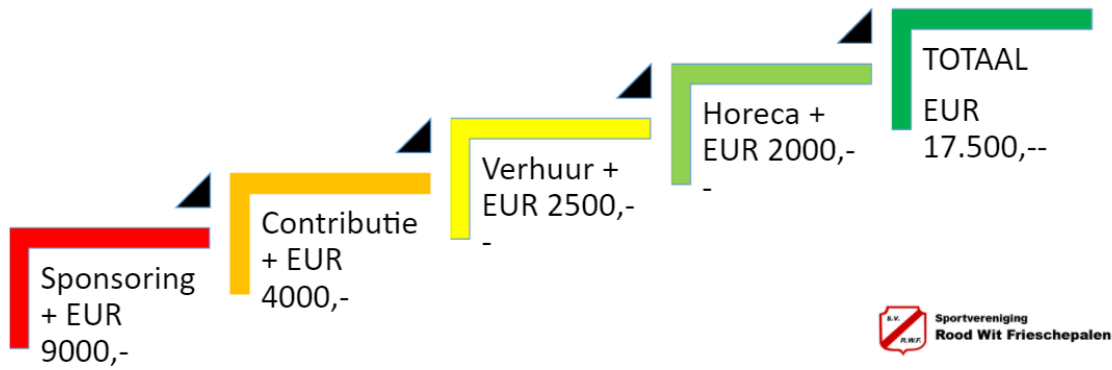 Sponsoring
+ EUR
9000,-
Contributie
+ EUR
4000,-
Verhuur +
EUR 2500,-
-
Horeca +
EUR 2000,-
-
TOTAAL
EUR
17.500,--
S.V.
R.W.F.
Sportvereniging
Rood Wit Frieschepalen